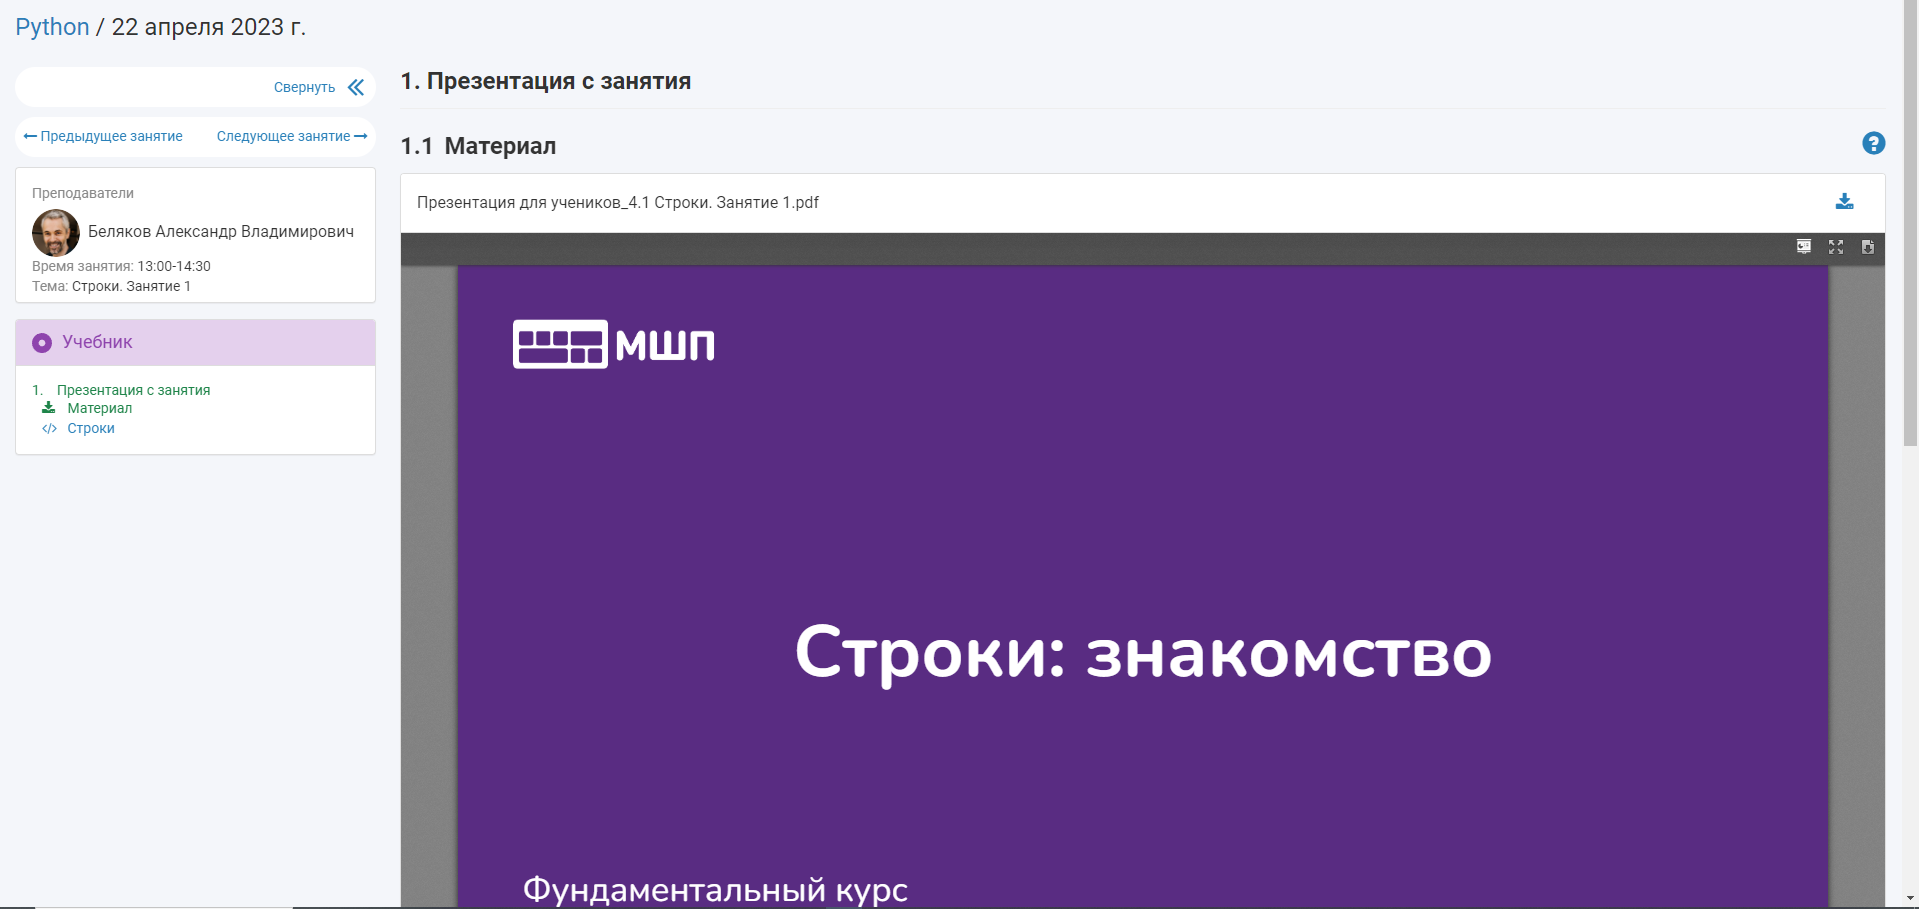 Python / 22 апреля 2023 г.
Свернуть
Предыдущее занятие Следующее занятие
Преподаватели
Беляков Александр Владимирович
Время занятия: 13:00-14:30
Тема: Строки. Занятие 1
Учебник
1. Презентация с занятия
Материал
</> Строки
1. Презентация с занятия
1.1 Материал
?
Презентация для учеников_4.1 Строки. Занятие 1.pdf
МШП
Строки: знакомство
Фундаментальный курс